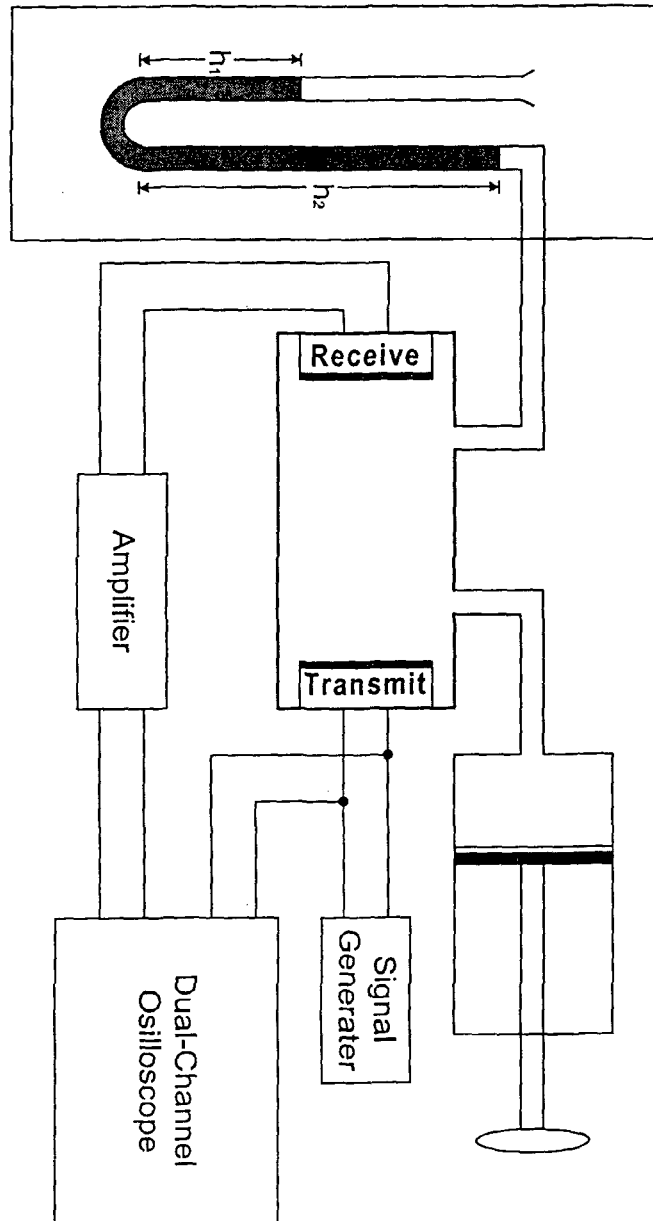 h₁
h₂
Receive
Amplifier
Transmit
Signal
Generater
Dual-Channel
Osilloscope